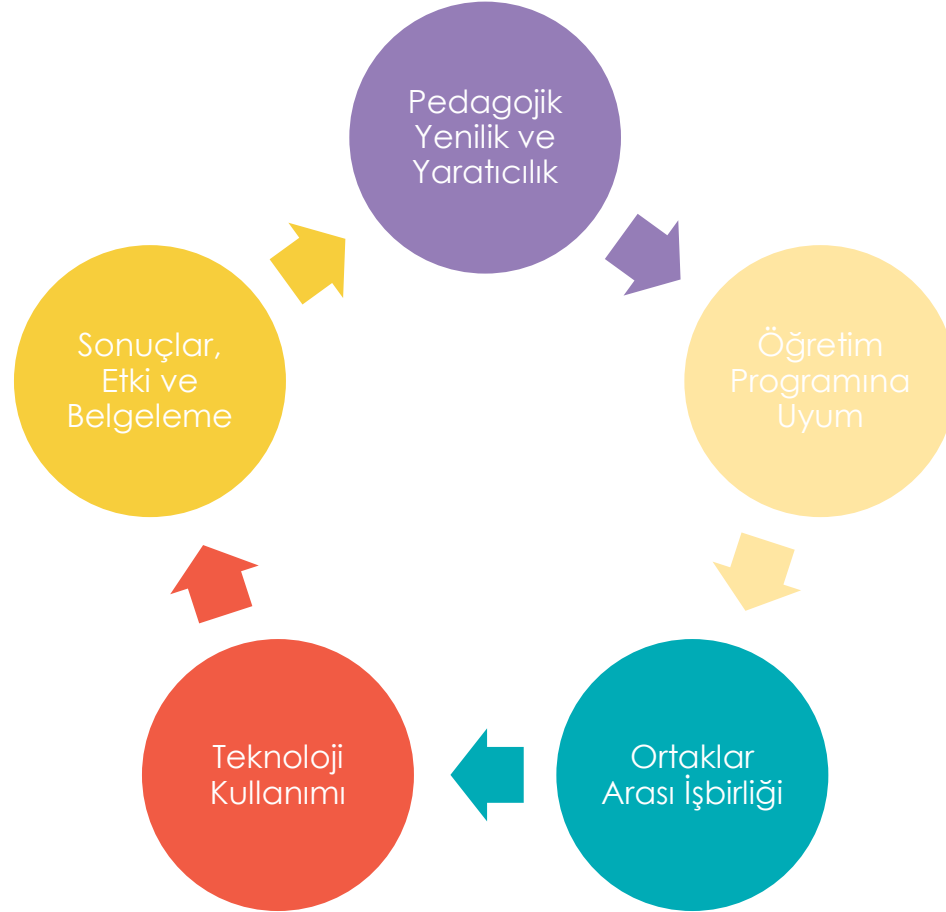 Pedagojik
Yenilik ve
Yaratıcılık
Öğretim
Programına
Uyum
Ortaklar
Arası İşbirliği
Teknoloji
Kullanımı
Sonuçlar,
Etki ve
Belgeleme